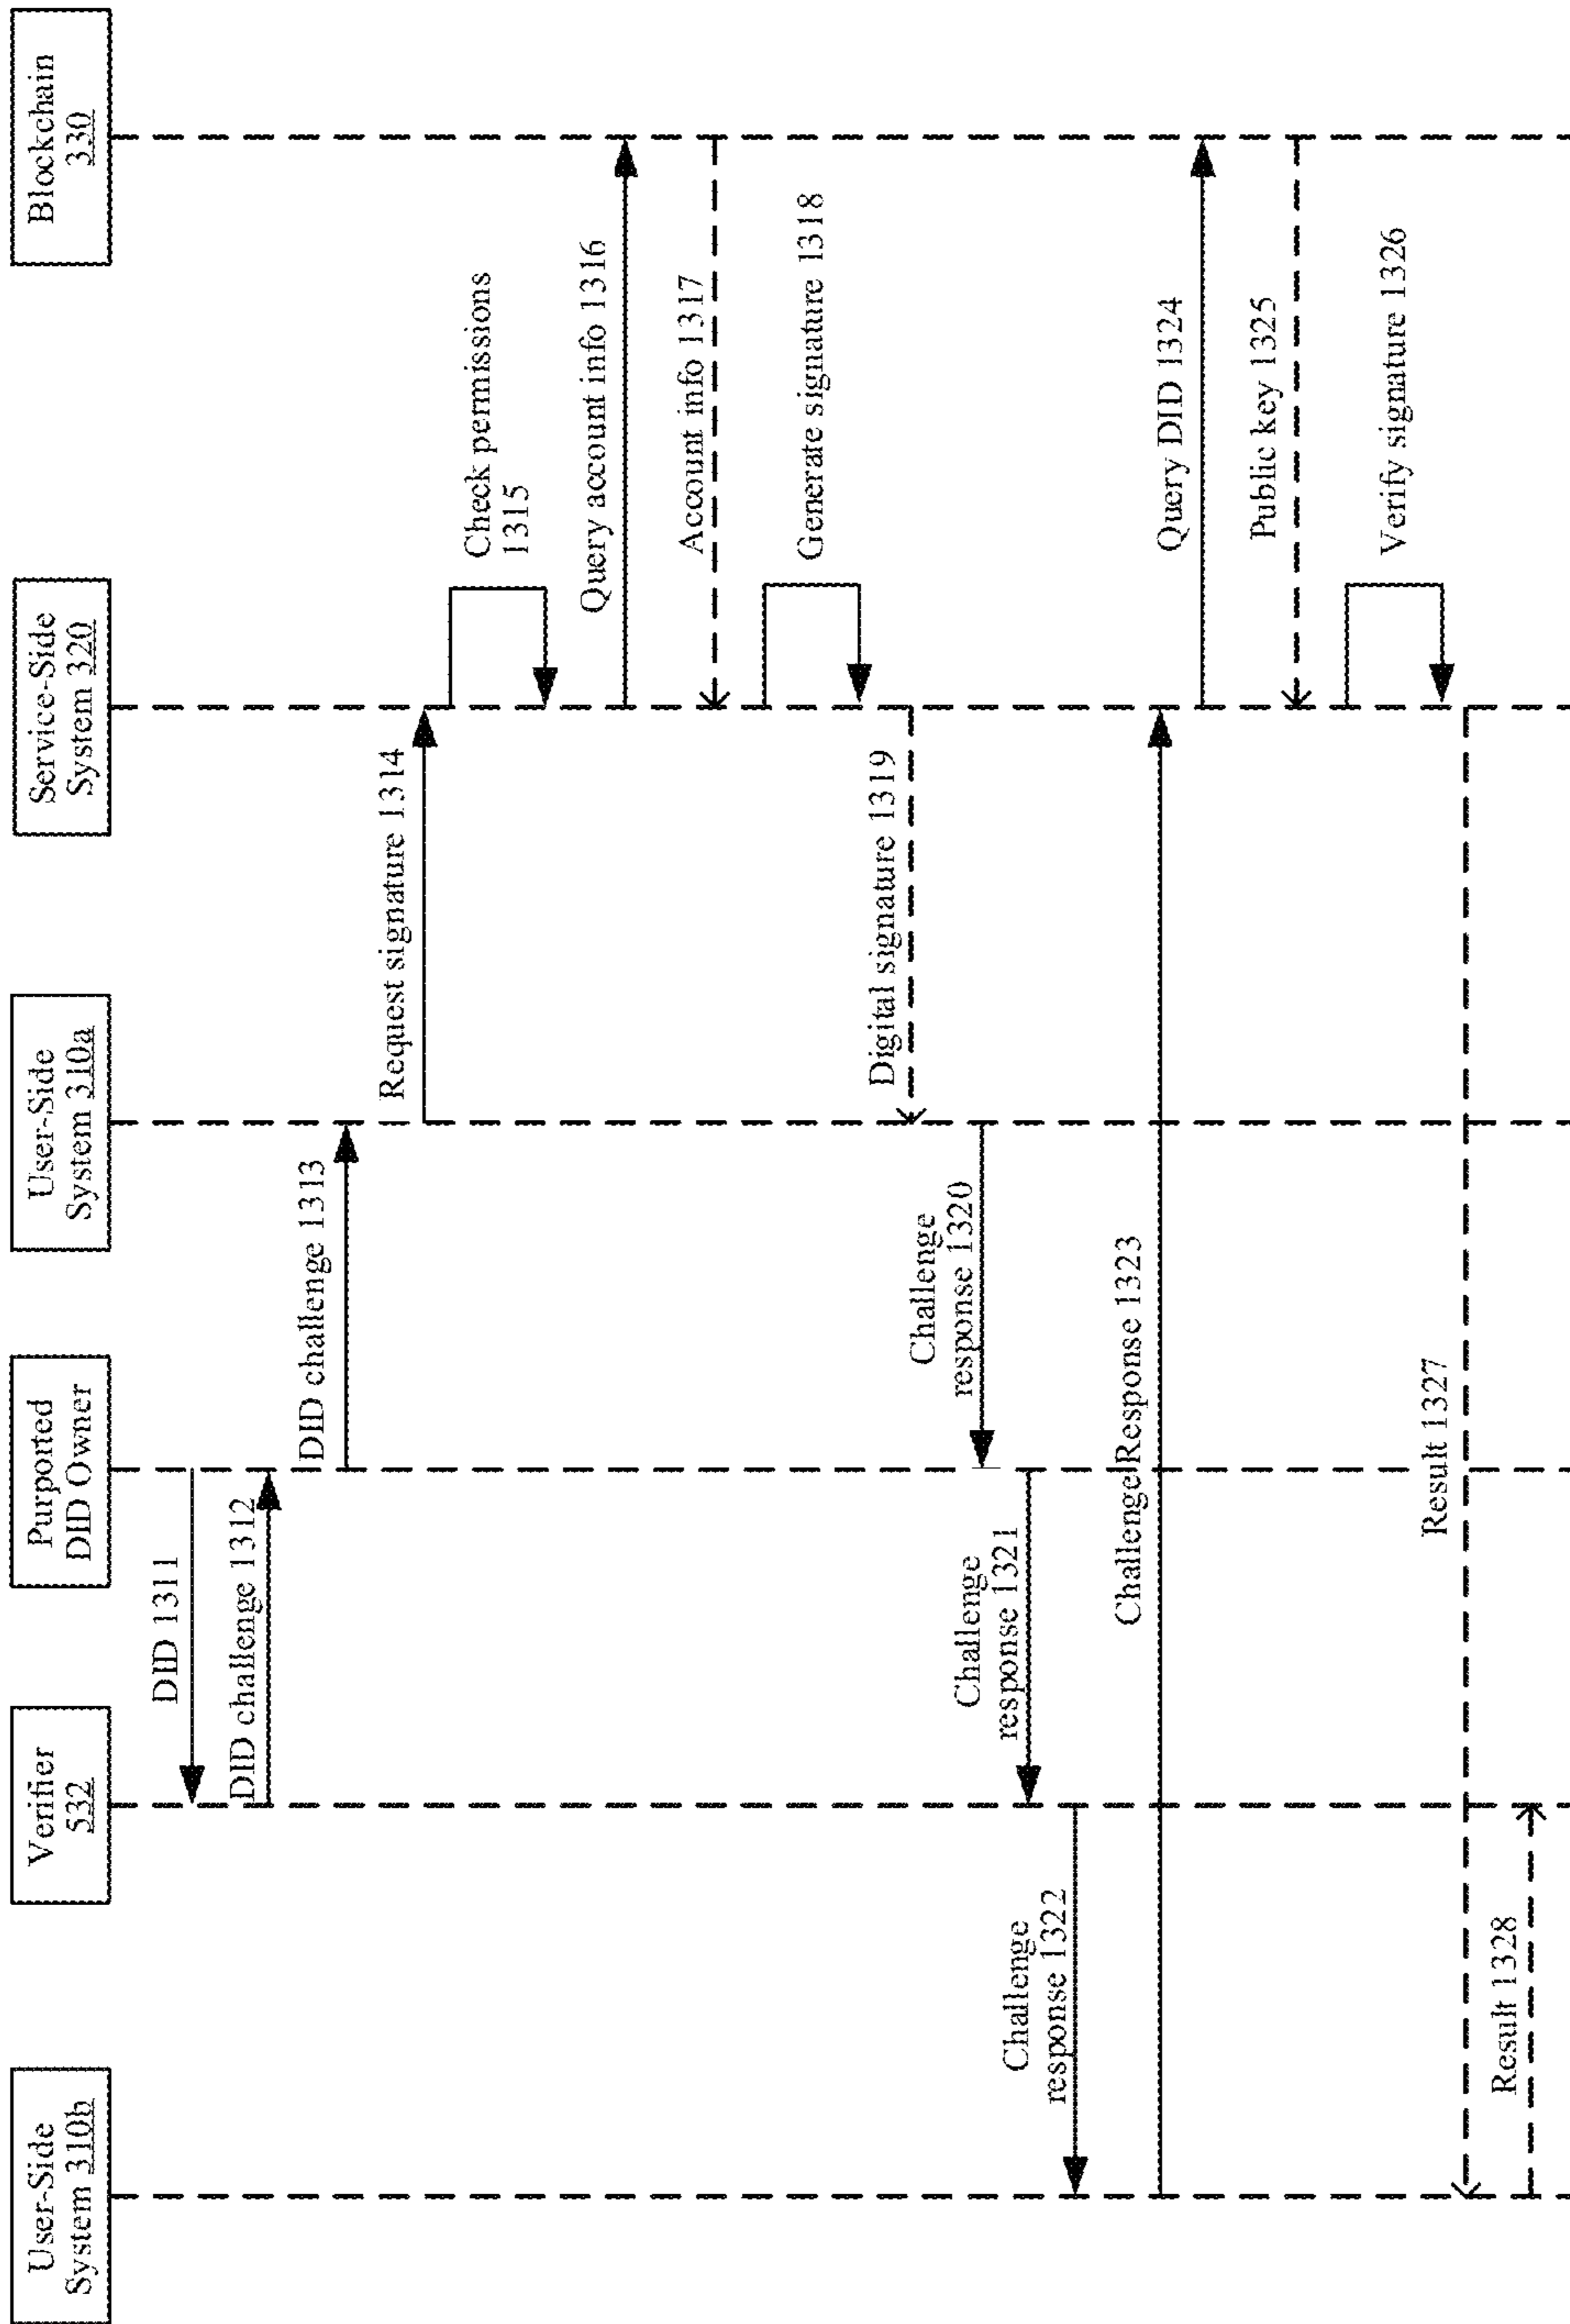 User-Side
System 310b
Verifier
532
Purported
DID Owner
User-Side
System 310a
Service-Side
System 320
Blockchain
330
DID 1311
DID challenge 1312
DID challenge 1313
Request signature 1314
Check permissions
1315
Query account info 1316
Account info 1317
Generate signature 1318
Digital signature 1319
Challenge
response 1320
Challenge
response 1321
Challenge
response 1322
Challenge Response 1323
Query DID 1324
Public key 1325
Verify signature 1326
Result 1327
Result 1328